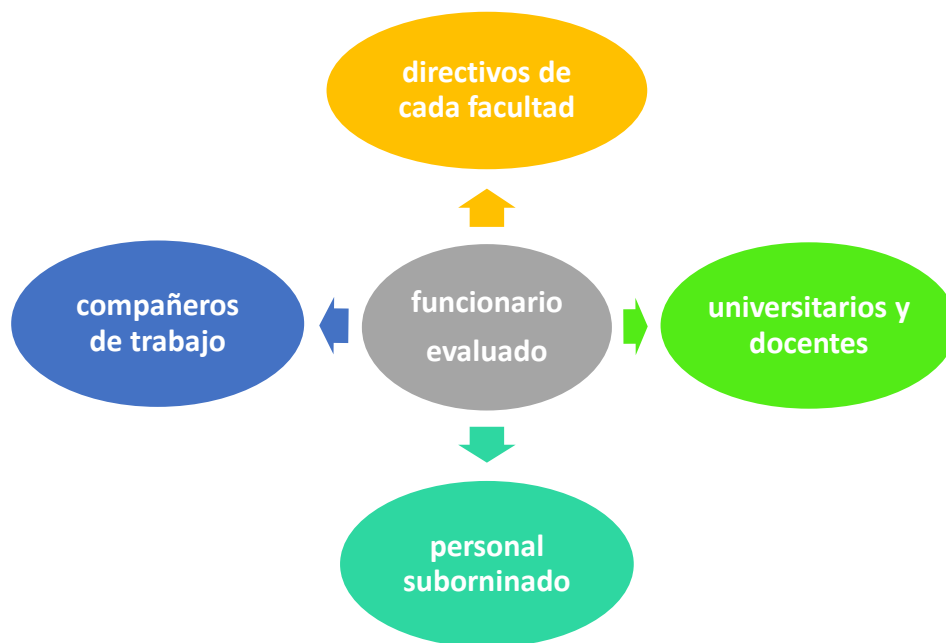 directivos de
cada facultad
compañeros
de trabajo
funcionario
evaluado
universitarios y
docentes
personal
suborninado